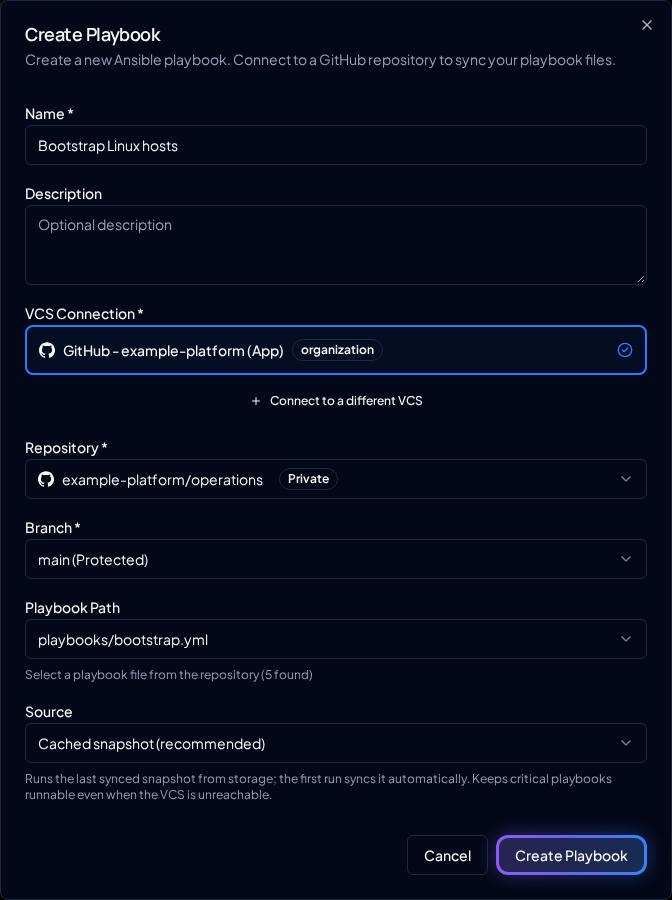 Create Playbook
Create a new Ansible playbook. Connect to a GitHub repository to sync your playbook files.
Name *
Bootstrap Linux hosts
Description
Optional description
VCS Connection *
GitHub - example-platform (App) organization
+ Connect to a different VCS
Repository *
example-platform/operations Private
Branch *
main (Protected)
Playbook Path
playbooks/bootstrap.yml
Select a playbook file from the repository (5 found)
Source
Cached snapshot (recommended)
Runs the last synced snapshot from storage; the first run syncs it automatically. Keeps critical playbooks
runnable even when the VCS is unreachable.
Cancel Create Playbook